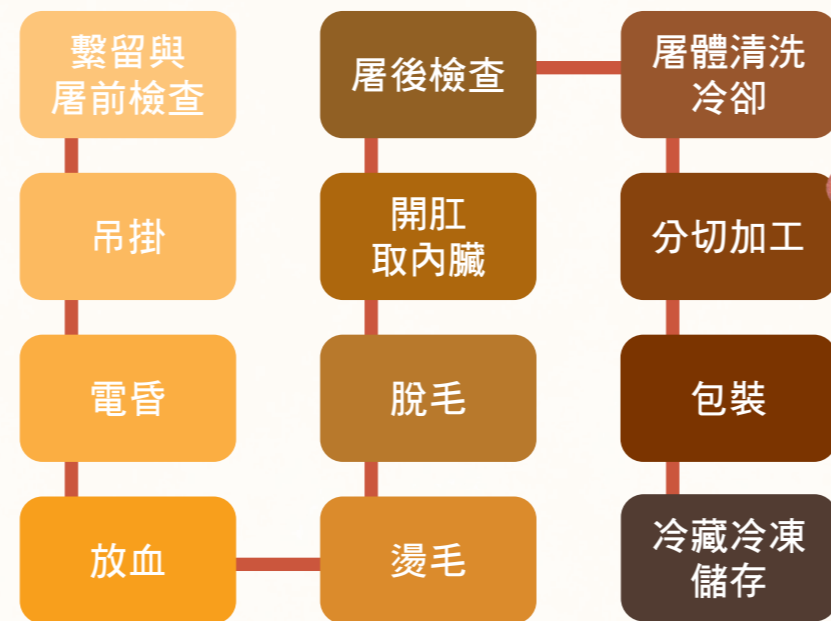 繫留與
屠前檢查
吊掛
電昏
放血
燙毛
脫毛
開肛
取內臟
屠後檢查
屠體清洗
冷卻
分切加工
包裝
冷藏冷凍
儲存